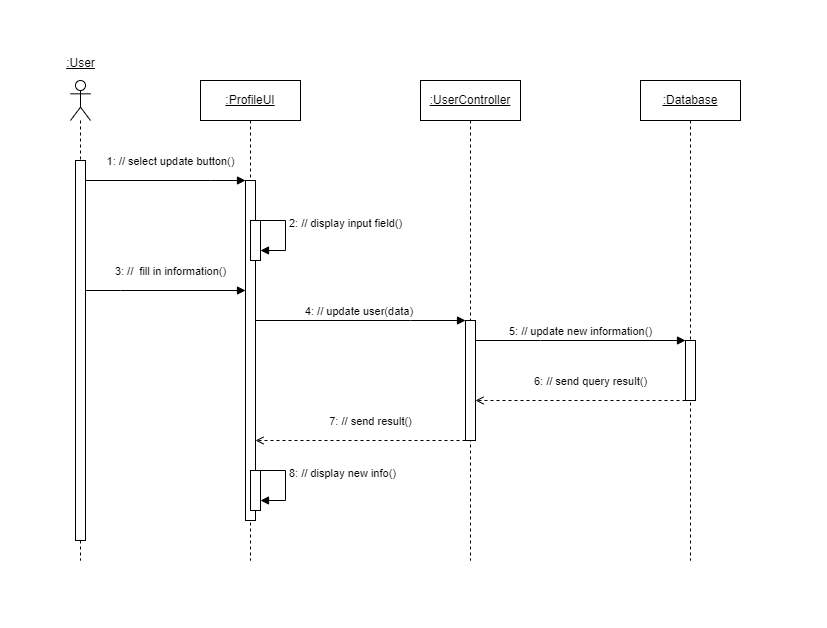 :User
:ProfileUI
:UserController
:Database
1: // select update button()
2: // display input field()
3: //  fill in information()
4: // update user(data)
5: // update new information()
6: // send query result()
7: // send result()
8: // display new info()